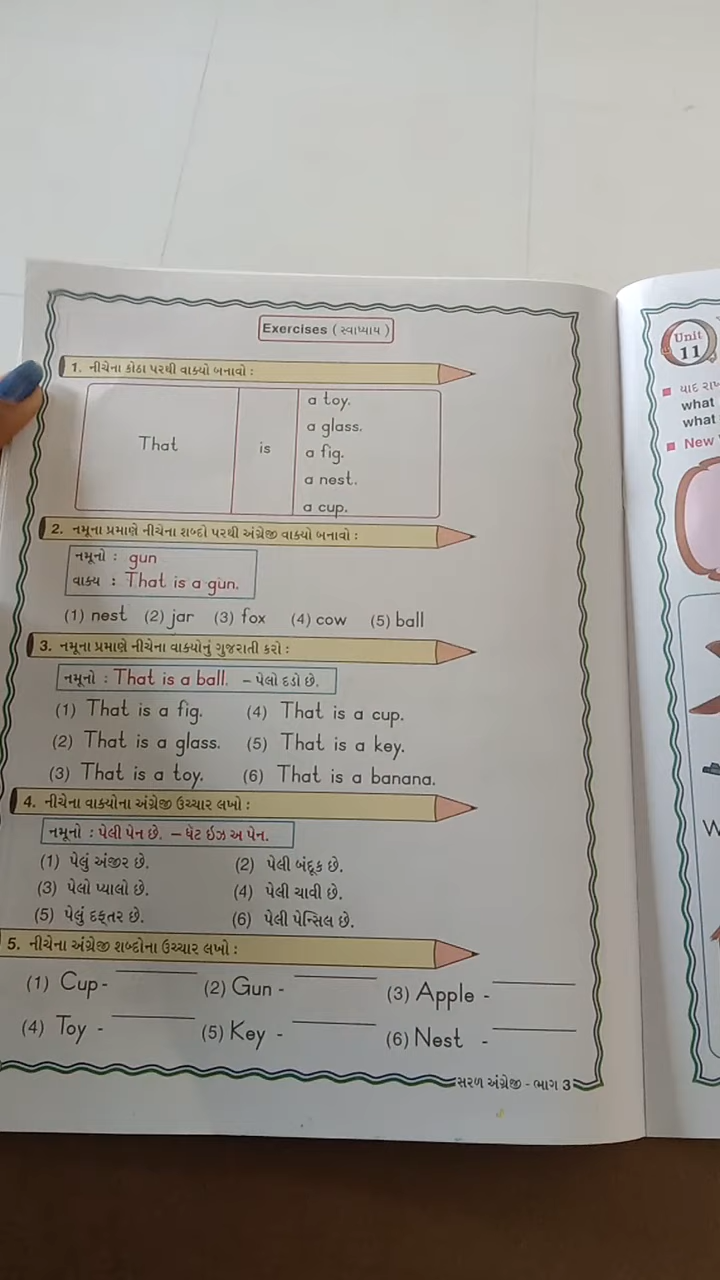 Exercises ( સ્વાધ્યાય )
1. નીચેના કોઠા પરથી વાક્યો બનાવો :
That is
a toy.
a glass.
a fig.
a nest.
a cup.
2. નમૂના પ્રમાણે નીચેના શબ્દો પરથી અંગ્રેજી વાક્યો બનાવો :
નમૂનો : gun
વાક્ય : That is a gun.
(1) nest (2) jar (3) fox (4) cow (5) ball
3. નમૂના પ્રમાણે નીચેના વાક્યોનું ગુજરાતી કરો :
નમૂનો : That is a ball. – પેલો દડો છે.
(1) That is a fig. (4) That is a cup.
(2) That is a glass. (5) That is a key.
(3) That is a toy. (6) That is a banana.
4. નીચેના વાક્યોના અંગ્રેજી ઉચ્ચાર લખો :
નમૂનો : પેલી પેન છે. – ધૅટ ઇઝ અ પેન.
(1) પેલું અંજીર છે. (2) પેલી બંદૂક છે.
(3) પેલો પ્યાલો છે. (4) પેલી ચાવી છે.
(5) પેલું દફ્તર છે. (6) પેલી પેન્સિલ છે.
5. નીચેના અંગ્રેજી શબ્દોના ઉચ્ચાર લખો :
(1) Cup - (2) Gun - (3) Apple -
(4) Toy - (5) Key - (6) Nest -
સરળ અંગ્રેજી - ભાગ 3
Unit
11
યાદ
what
what
New